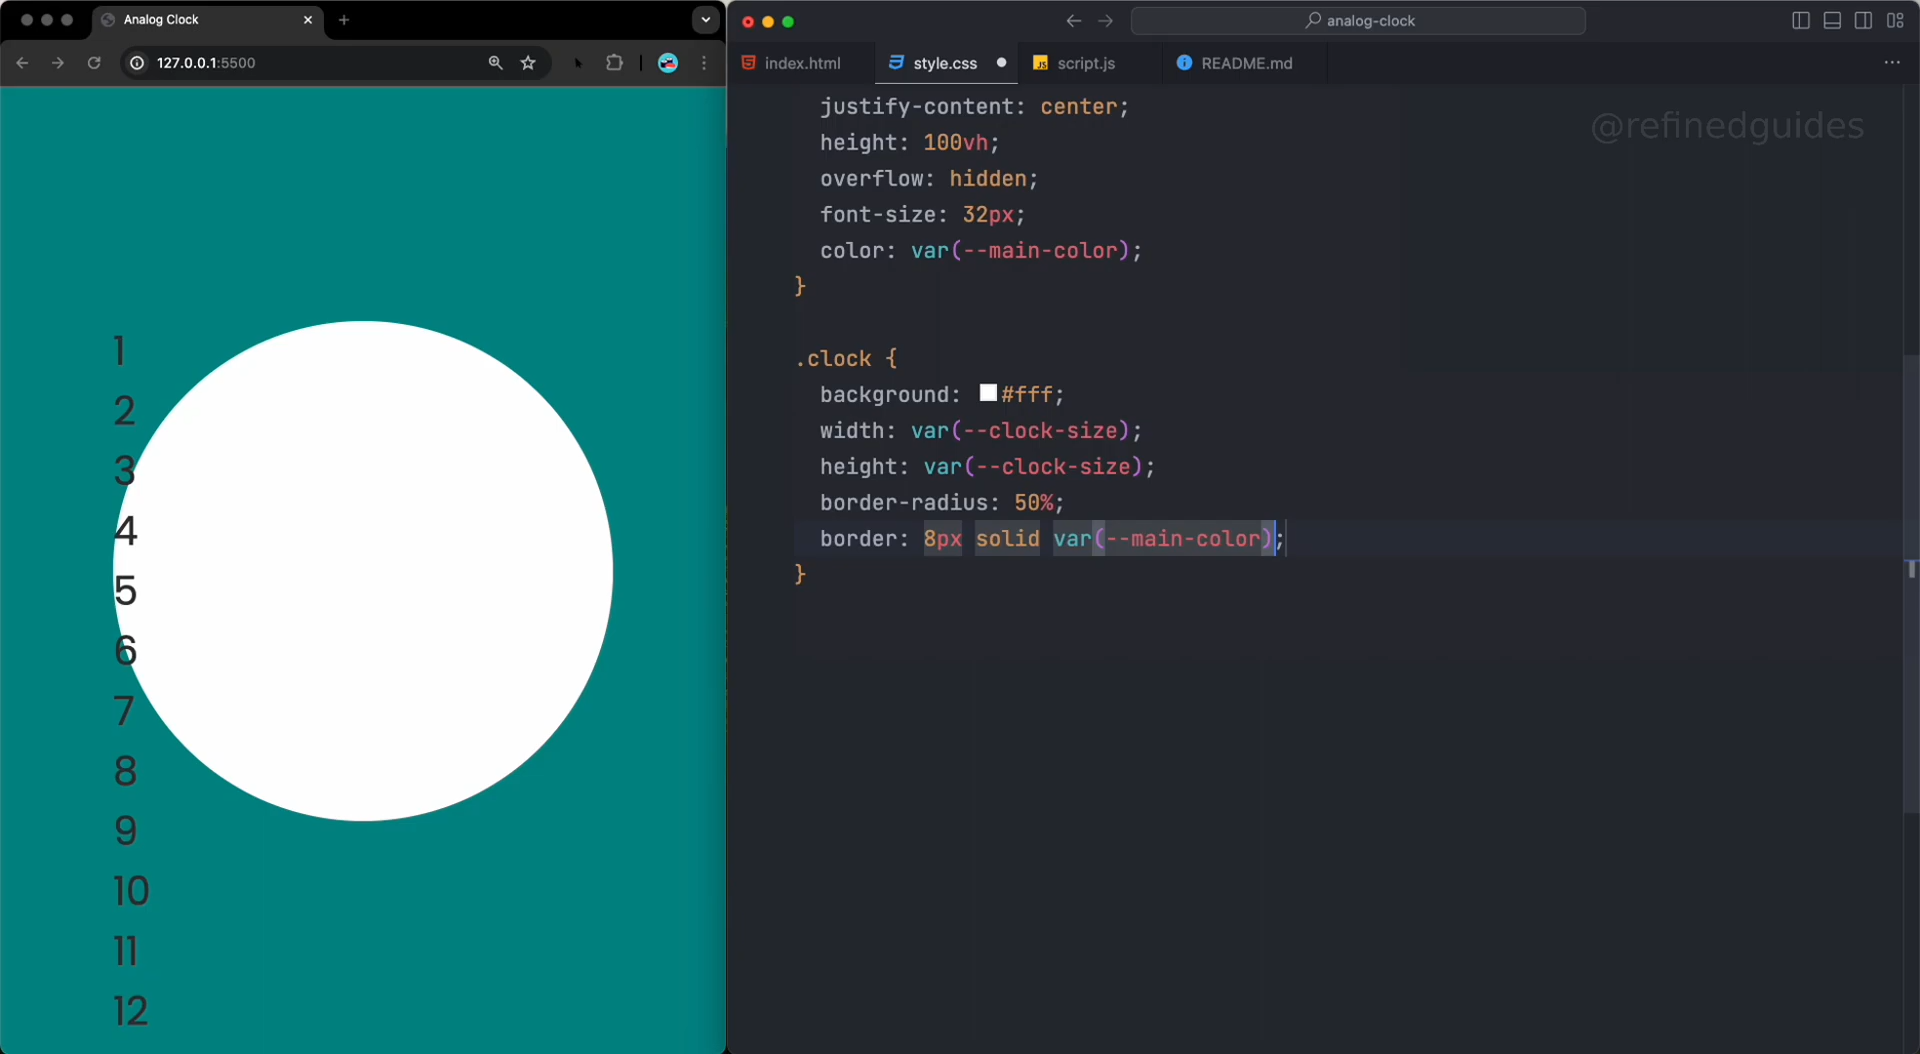 Analog Clock
127.0.0.1:5500
1
2
3
4
5
6
7
8
9
10
11
12
analog-clock
index.html
style.css
JS script.js
README.md
@refinedguides
justify-content: center;
height: 100vh;
overflow: hidden;
font-size: 32px;
color: var(--main-color);
}
.clock {
background: #fff;
width: var(--clock-size);
height: var(--clock-size);
border-radius: 50%;
border: 8px solid var(--main-color);
}